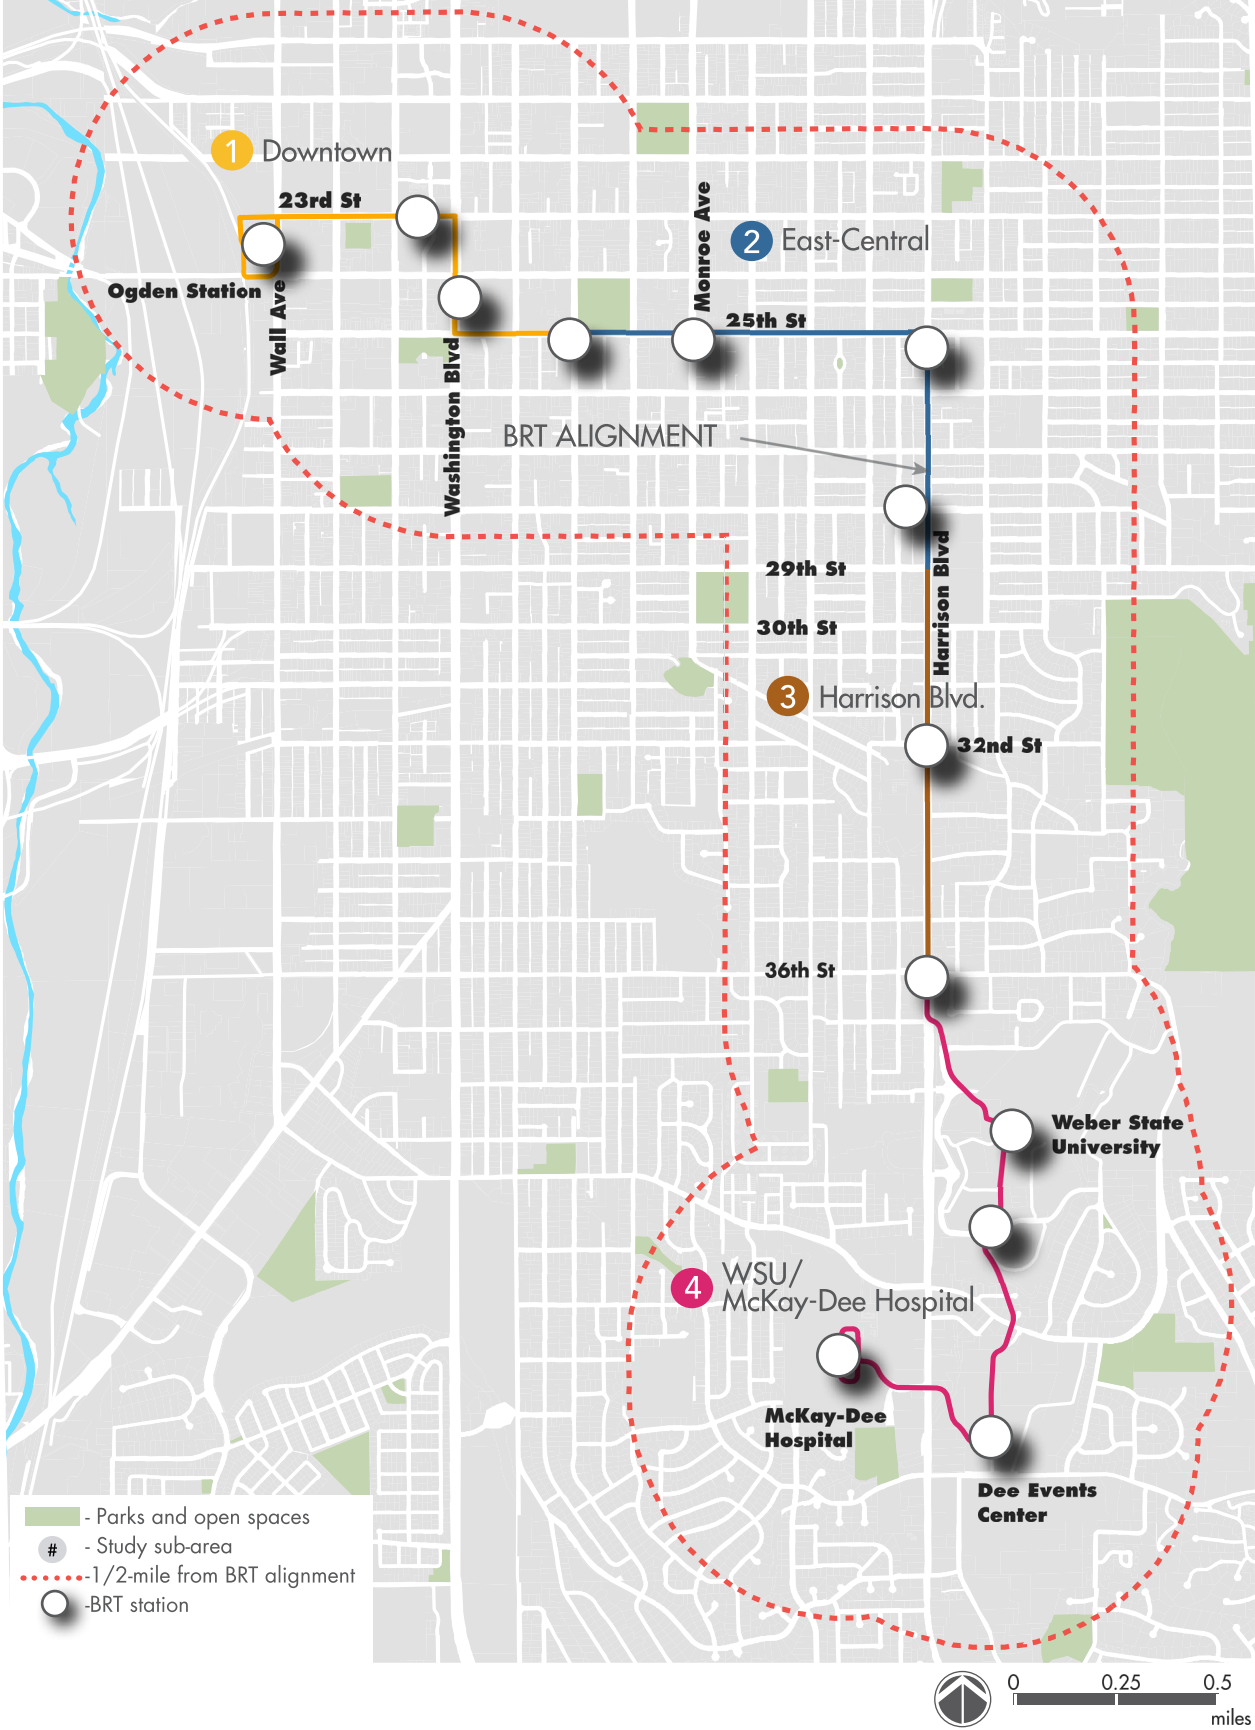 1 Downtown
23rd St
Monroe Ave
2 East-Central
Ogden Station
Wall Ave
25th St
Washington Blvd
BRT ALIGNMENT
29th St
Harrison Blvd
30th St
3 Harrison Blvd.
32nd St
36th St
Weber State
University
4 WSU/
McKay-Dee Hospital
McKay-Dee
Hospital
Dee Events
Center
- Parks and open spaces
# - Study sub-area
-1/2-mile from BRT alignment
-BRT station
0 0.25 0.5
miles